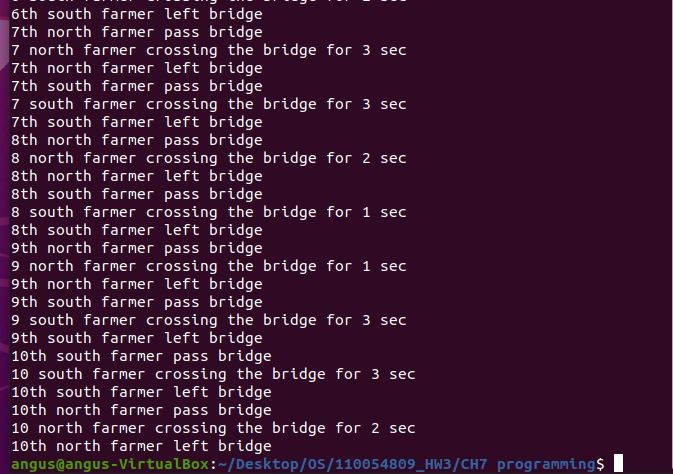 6th south farmer left bridge
7th north farmer pass bridge
7 north farmer crossing the bridge for 3 sec
7th north farmer left bridge
7th south farmer pass bridge
7 south farmer crossing the bridge for 3 sec
7th south farmer left bridge
8th north farmer pass bridge
8 north farmer crossing the bridge for 2 sec
8th north farmer left bridge
8th south farmer pass bridge
8 south farmer crossing the bridge for 1 sec
8th south farmer left bridge
9th north farmer pass bridge
9 north farmer crossing the bridge for 1 sec
9th north farmer left bridge
9th south farmer pass bridge
9 south farmer crossing the bridge for 3 sec
9th south farmer left bridge
10th south farmer pass bridge
10 south farmer crossing the bridge for 3 sec
10th south farmer left bridge
10th north farmer pass bridge
10 north farmer crossing the bridge for 2 sec
10th north farmer left bridge
angus@angus-VirtualBox:~/Desktop/OS/110054809_HW3/CH7 programming$